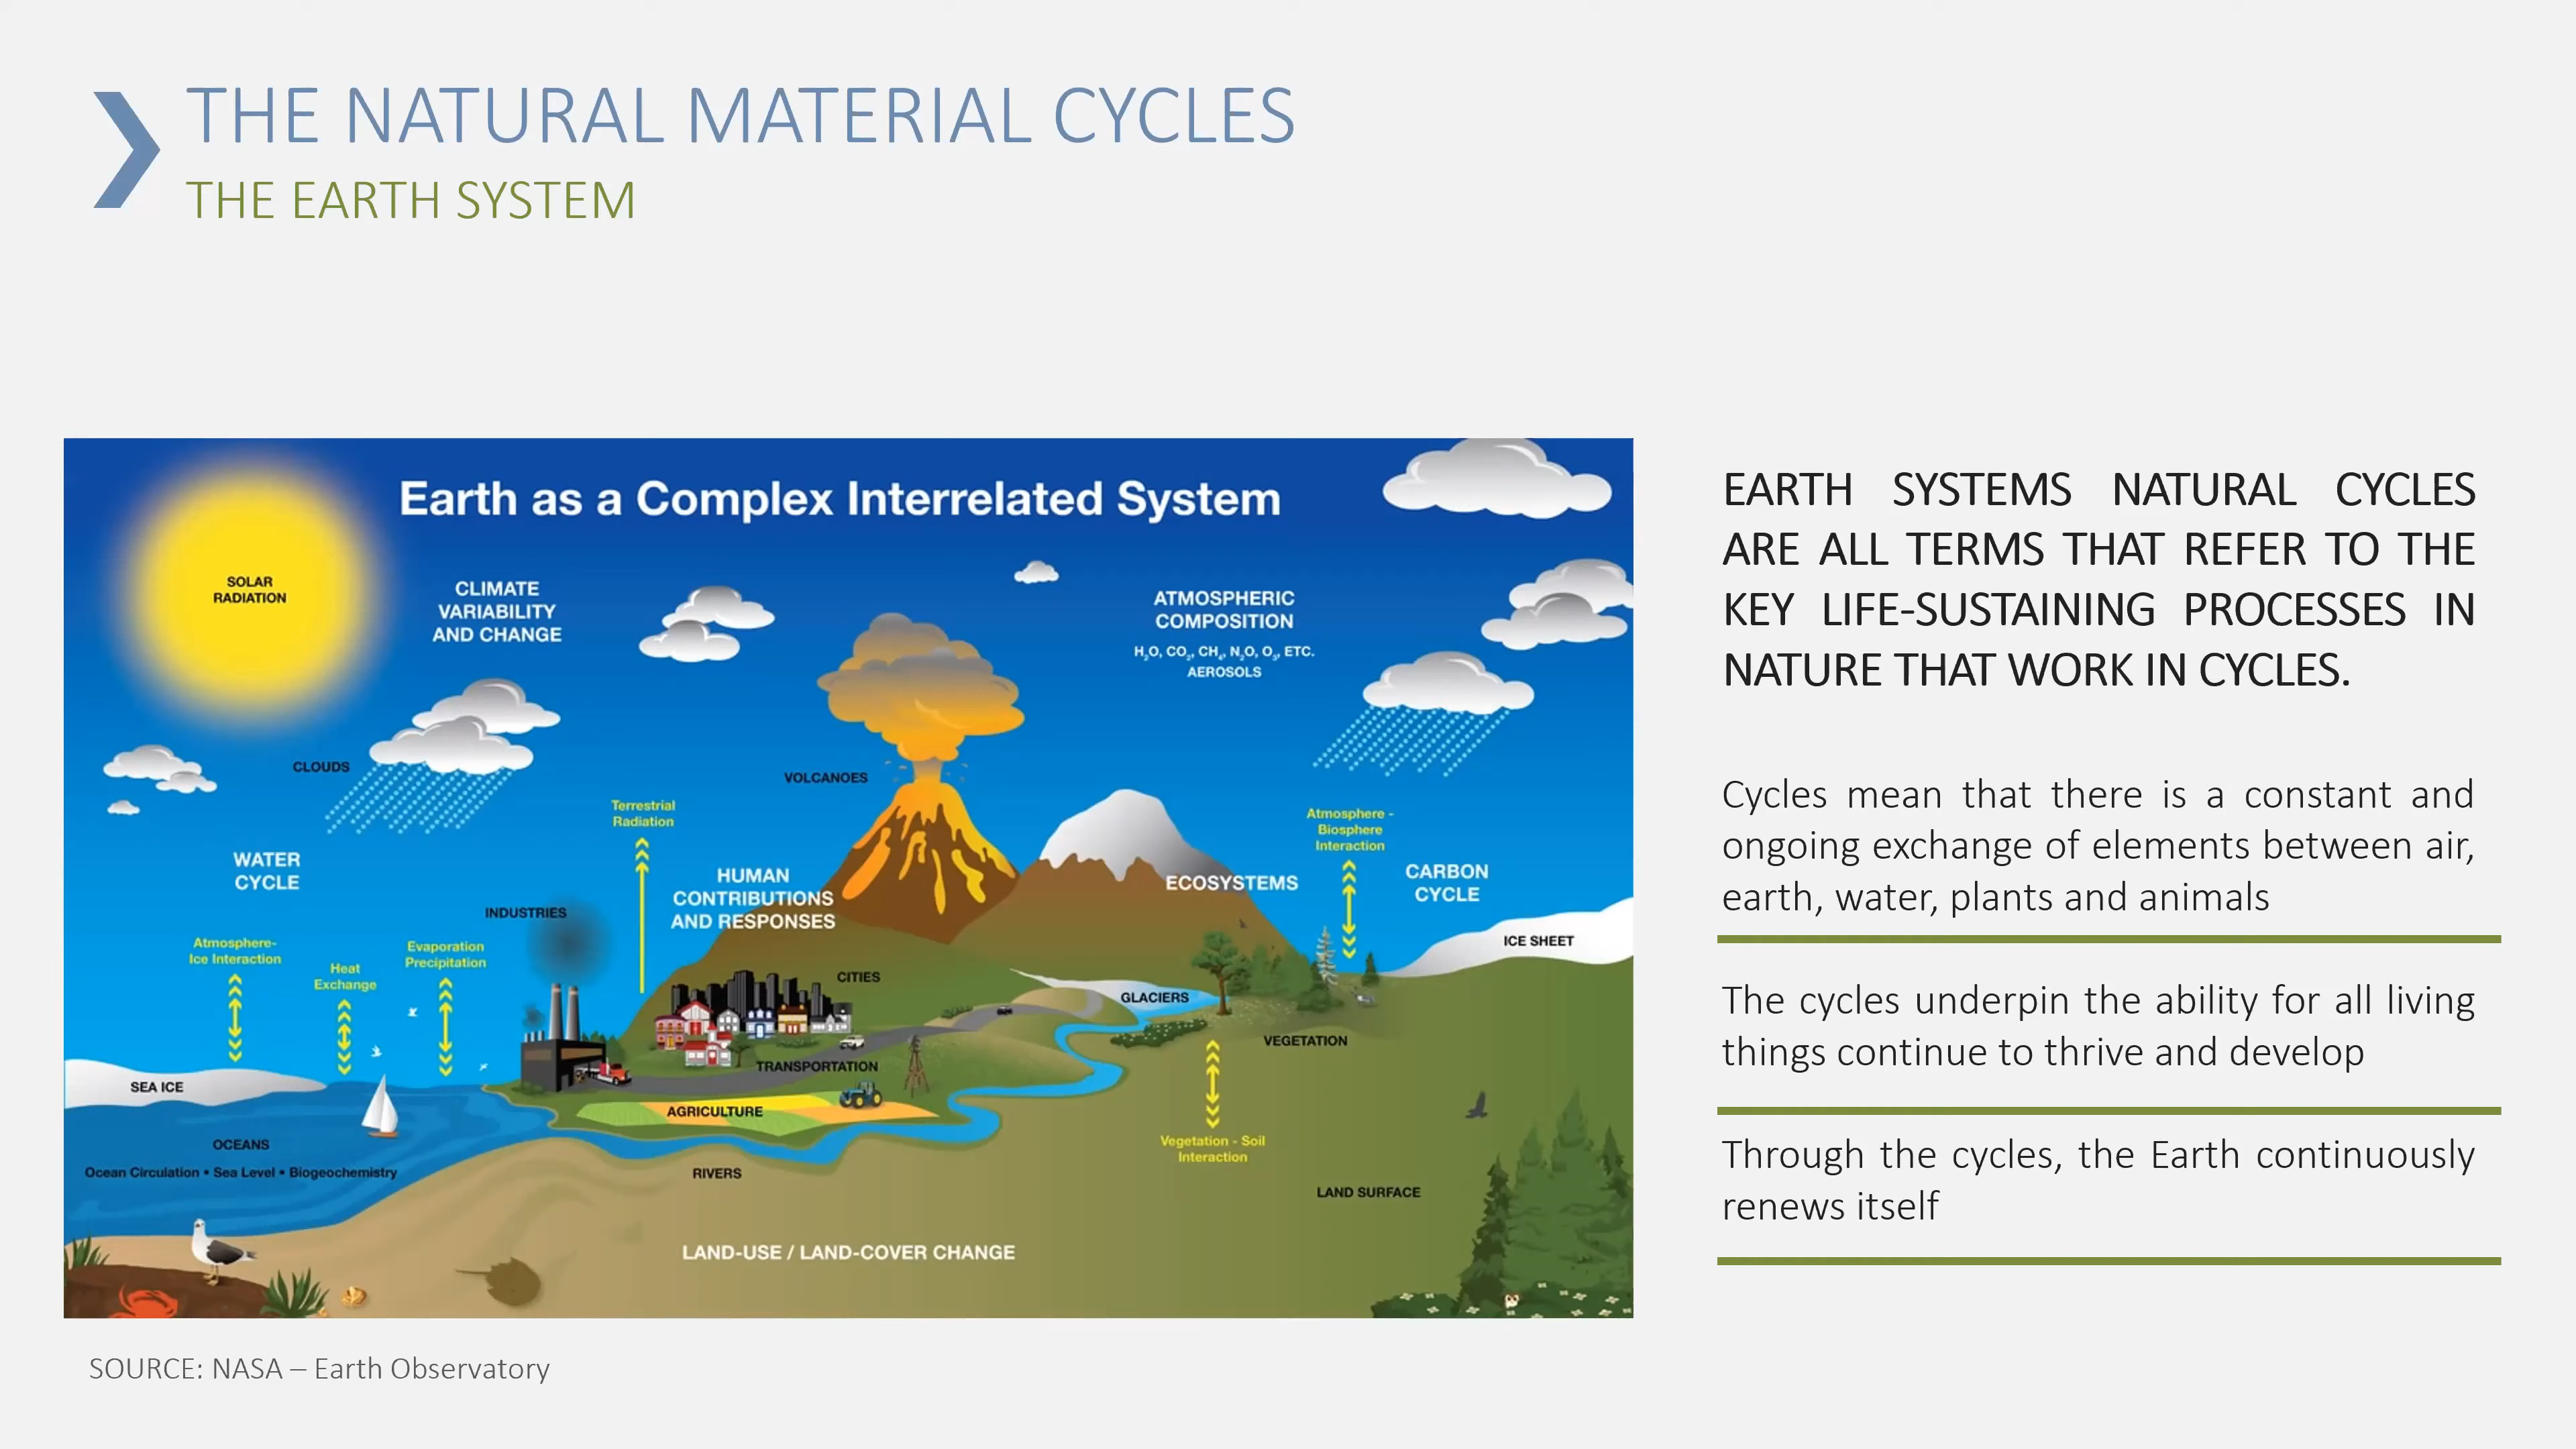 THE NATURAL MATERIAL CYCLES
THE EARTH SYSTEM
Earth as a Complex Interrelated System
SOLAR
RADIATION
CLIMATE
VARIABILITY
AND CHANGE
ATMOSPHERIC
COMPOSITION
H₂O, CO₂, CH₄, N₂O, O₃, ETC.
AEROSOLS
CLOUDS
VOLCANOES
Terrestrial
Radiation
Atmosphere -
Biosphere
Interaction
WATER
CYCLE
HUMAN
CONTRIBUTIONS
AND RESPONSES
ECOSYSTEMS
CARBON
CYCLE
INDUSTRIES
ICE SHEET
Atmosphere-
Ice Interaction
Heat
Exchange
Evaporation
Precipitation
CITIES
GLACIERS
VEGETATION
TRANSPORTATION
SEA ICE
AGRICULTURE
OCEANS
Ocean Circulation • Sea Level • Biogeochemistry
RIVERS
Vegetation - Soil
Interaction
LAND SURFACE
LAND-USE / LAND-COVER CHANGE
SOURCE: NASA – Earth Observatory
EARTH SYSTEMS NATURAL CYCLES
ARE ALL TERMS THAT REFER TO THE
KEY LIFE-SUSTAINING PROCESSES IN
NATURE THAT WORK IN CYCLES.
Cycles mean that there is a constant and
ongoing exchange of elements between air,
earth, water, plants and animals
The cycles underpin the ability for all living
things continue to thrive and develop
Through the cycles, the Earth continuously
renews itself